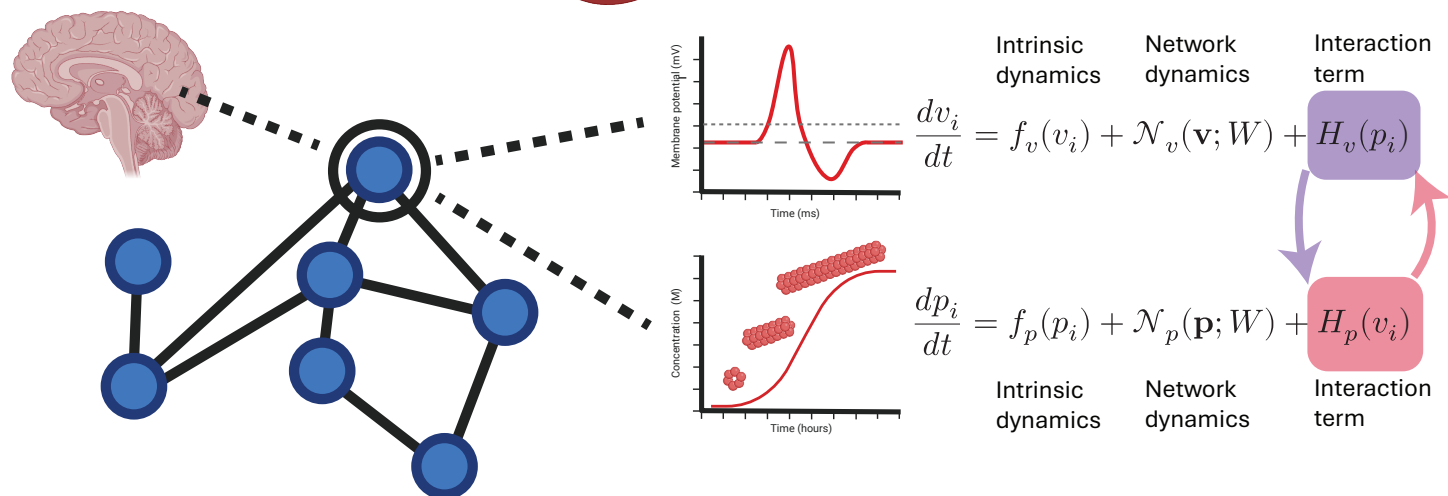 Intrinsic dynamics
Network dynamics
Interaction term
Membrane potential (mV)
Time (ms)
dv_i/dt = f_v(v_i) + 𝒩_v(𝐯; W) + H_v(p_i)
Concentration (M)
Time (hours)
dp_i/dt = f_p(p_i) + 𝒩_p(𝐩; W) + H_p(v_i)
Intrinsic dynamics
Network dynamics
Interaction term